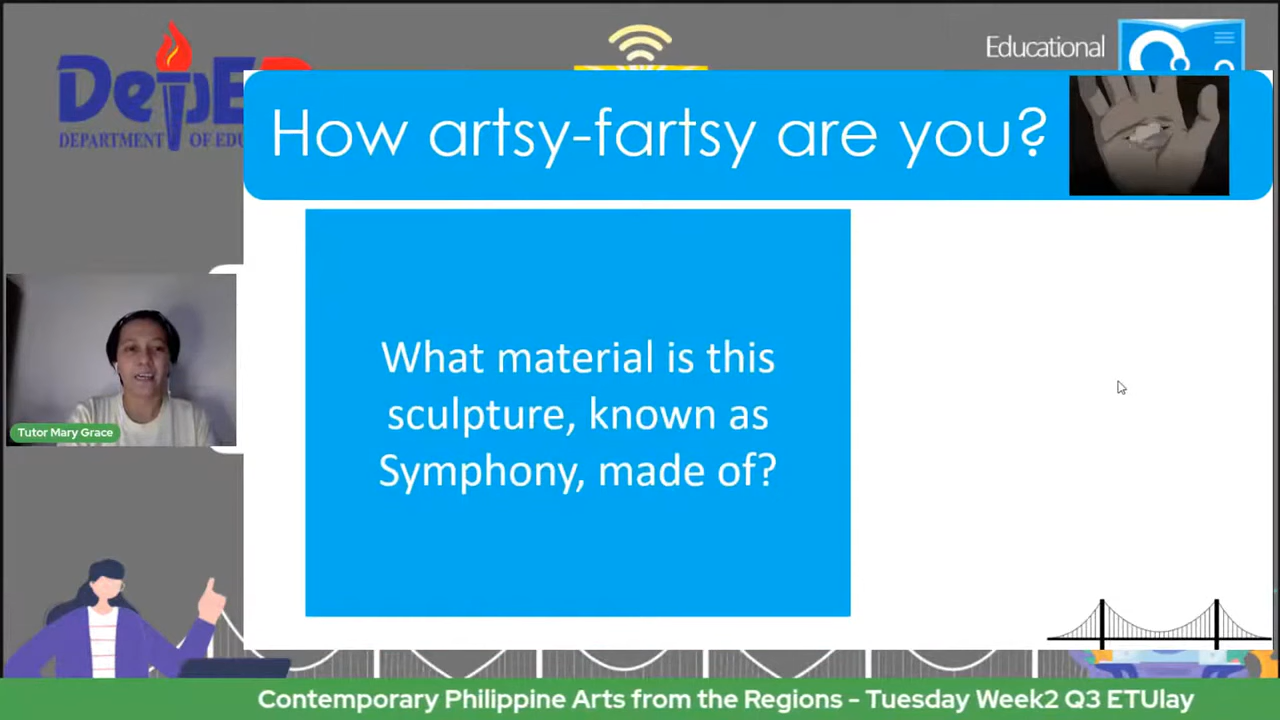 DepED
DEPARTMENT OF EDU
Educational
How artsy-fartsy are you?
What material is this
sculpture, known as
Symphony, made of?
Tutor Mary Grace
Contemporary Philippine Arts from the Regions - Tuesday Week2 Q3 ETUlay